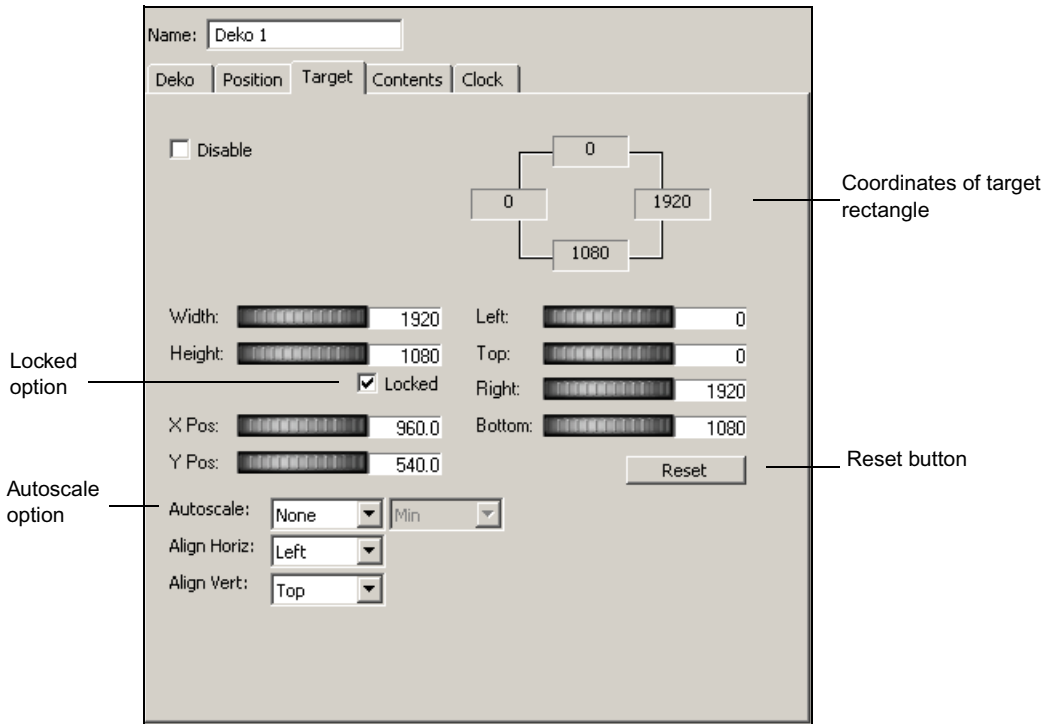 Name: Deko 1
Deko Position Target Contents Clock
Disable
0
0 1920
1080
Coordinates of target
rectangle
Width: 1920 Left: 0
Height: 1080 Top: 0
Locked
option
Locked Right: 1920
X Pos: 960.0 Bottom: 1080
Y Pos: 540.0 Reset
Reset button
Autoscale
option
Autoscale: None Min
Align Horiz: Left
Align Vert: Top